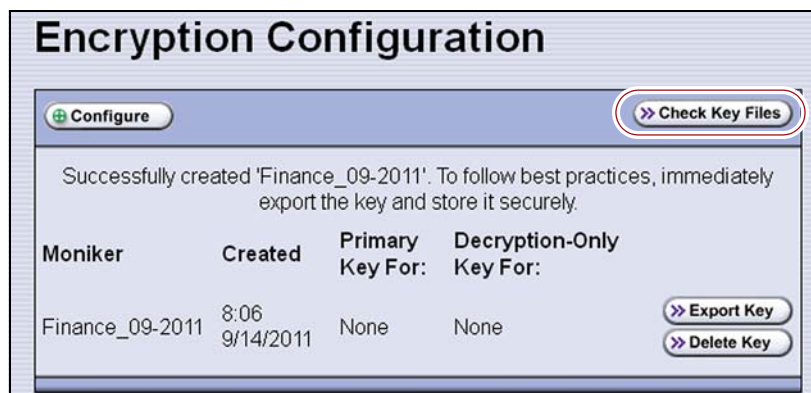 Encryption Configuration
Configure
Check Key Files
Successfully created 'Finance_09-2011'. To follow best practices, immediately
export the key and store it securely.
Moniker Created Primary Key For: Decryption-Only Key For:
Finance_09-2011 8:06 9/14/2011 None None
Export Key
Delete Key